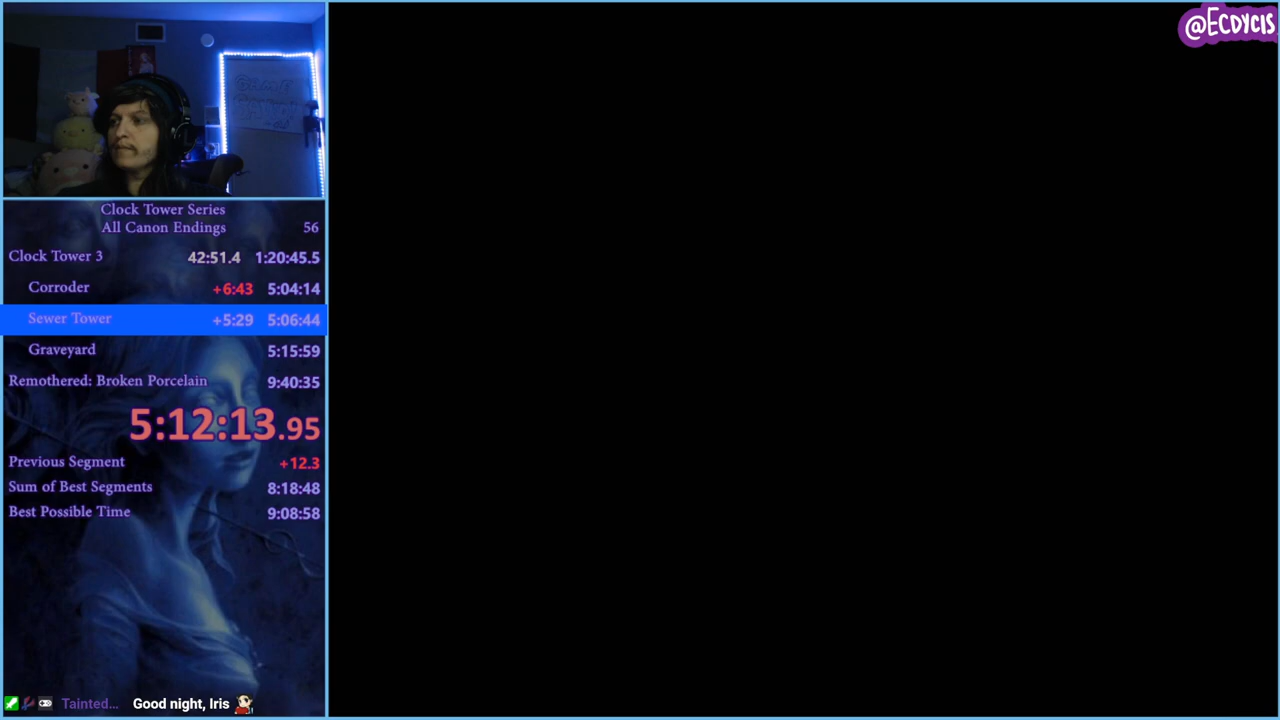 @ECDYCIS
Clock Tower Series
All Canon Endings 56
Clock Tower 3 42:51.4 1:20:45.5
Corroder +6:43 5:04:14
Sewer Tower +5:29 5:06:44
Graveyard 5:15:59
Remothered: Broken Porcelain 9:40:35
5:12:13.95
Previous Segment +12.3
Sum of Best Segments 8:18:48
Best Possible Time 9:08:58
Tainted... Good night, Iris